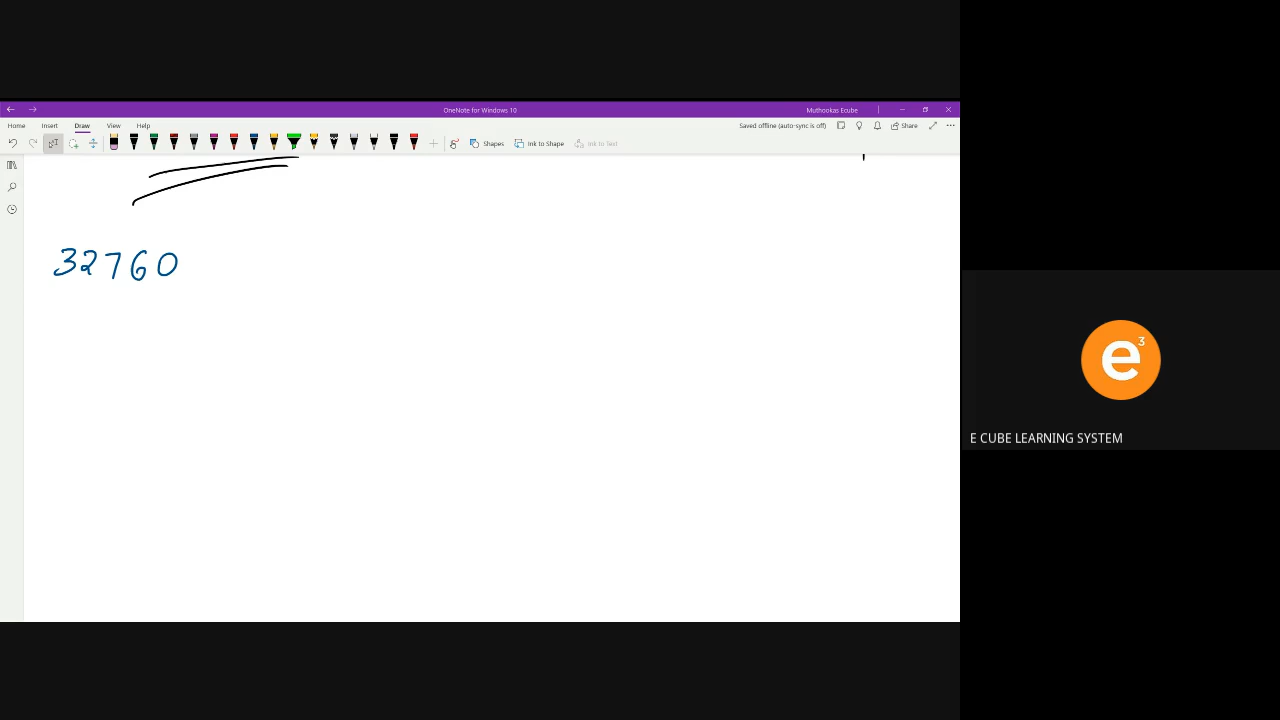 OneNote for Windows 10
Muthookas Ecube
Home Insert Draw View Help
Saved offline (auto-sync is off) Share
Shapes Ink to Shape Ink to Text
32760
e3
E CUBE LEARNING SYSTEM